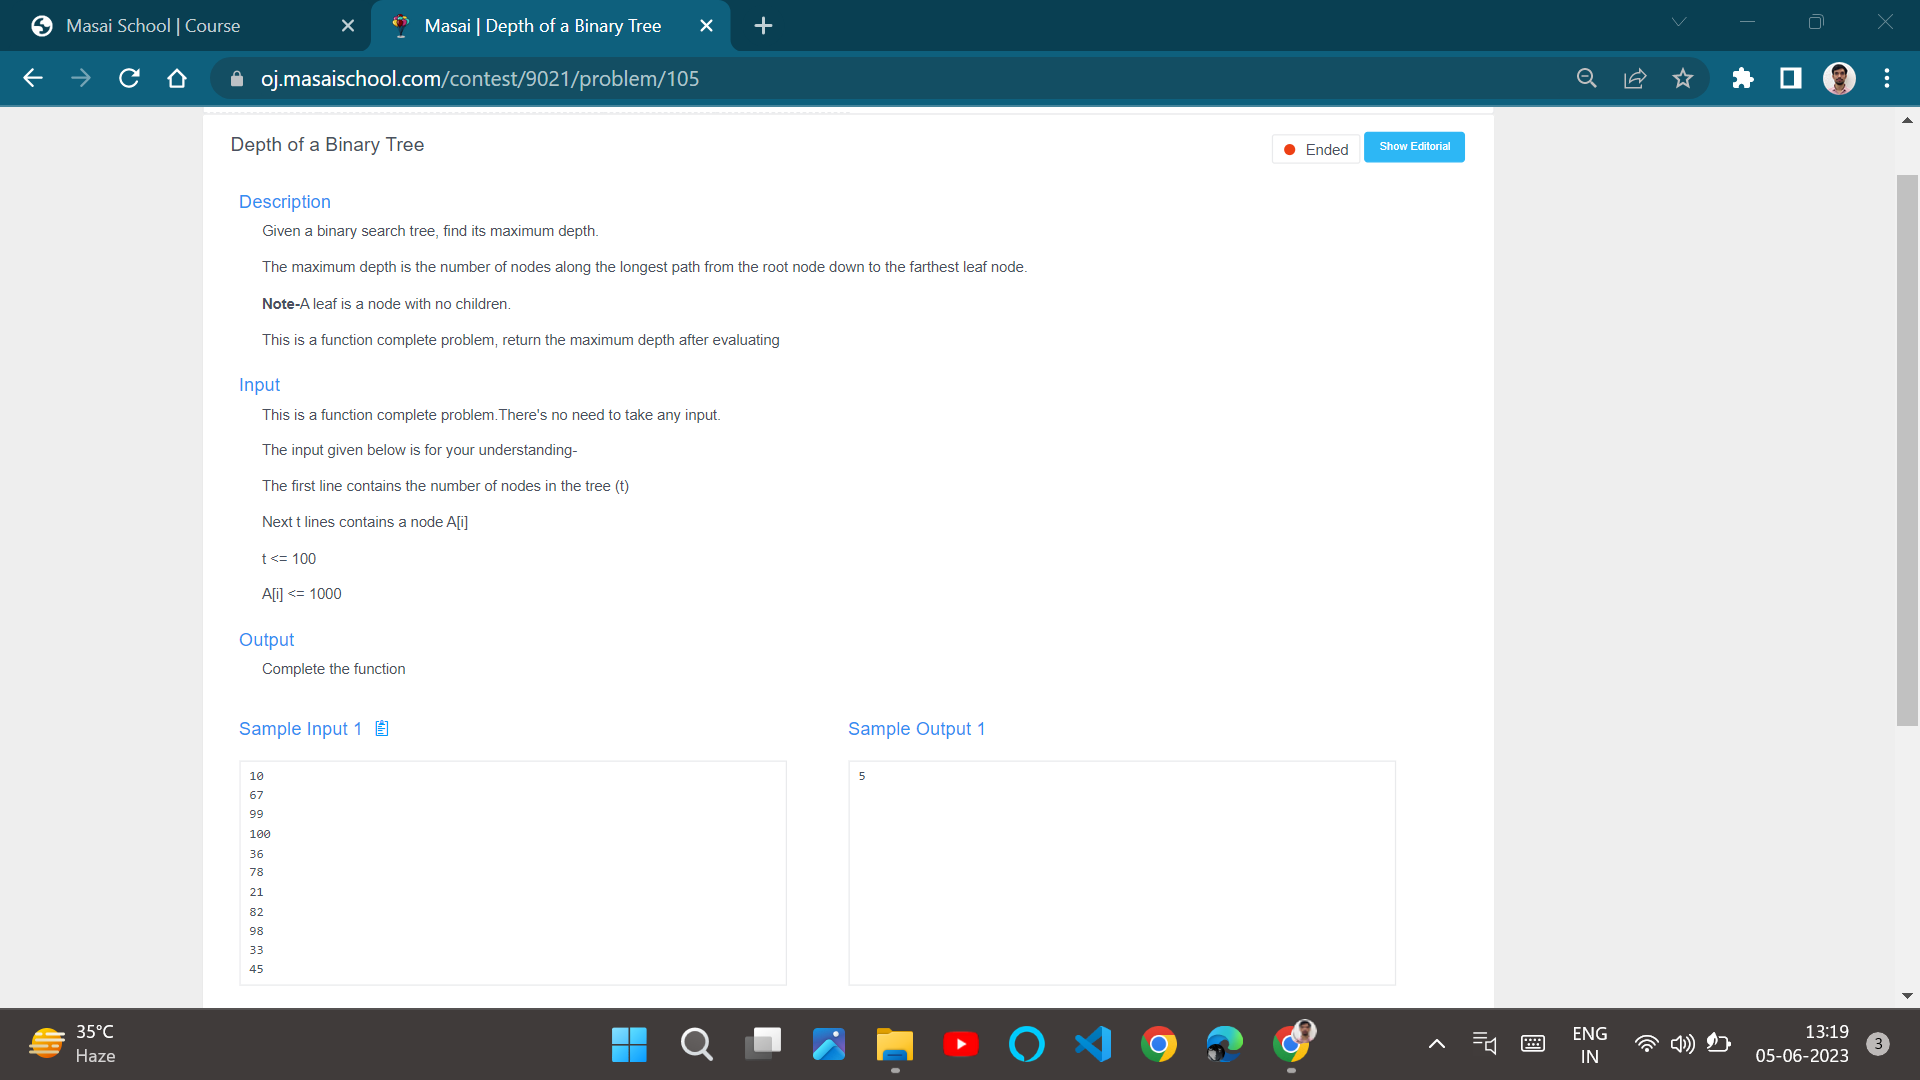 Masai School | Course
Masai | Depth of a Binary Tree
oj.masaischool.com/contest/9021/problem/105
Depth of a Binary Tree
Ended
Show Editorial
Description
Given a binary search tree, find its maximum depth.
The maximum depth is the number of nodes along the longest path from the root node down to the farthest leaf node.
Note-A leaf is a node with no children.
This is a function complete problem, return the maximum depth after evaluating
Input
This is a function complete problem.There's no need to take any input.
The input given below is for your understanding-
The first line contains the number of nodes in the tree (t)
Next t lines contains a node A[i]
t <= 100
A[i] <= 1000
Output
Complete the function
Sample Input 1
Sample Output 1
10
67
99
100
36
78
21
82
98
33
45
5
35°C
Haze
ENG
IN
13:19
05-06-2023
3